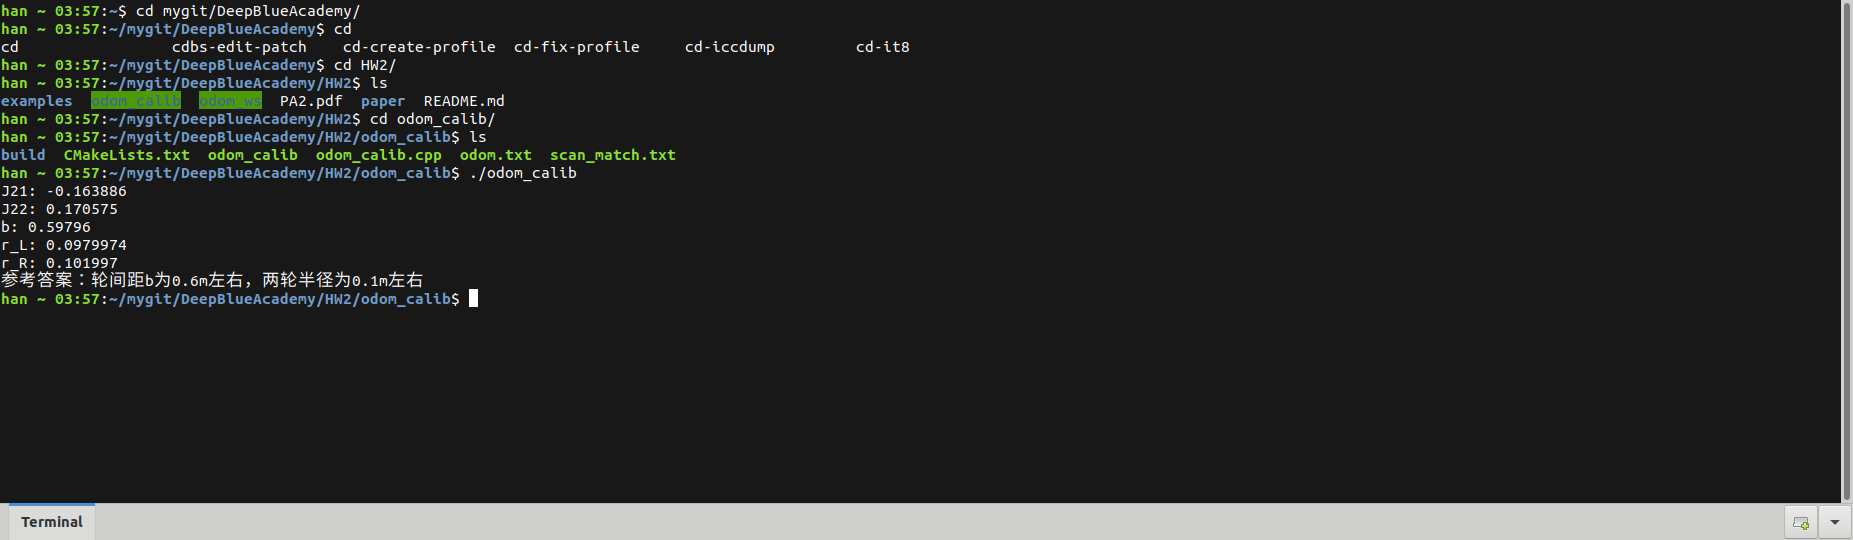 han ~ 03:57:~$ cd mygit/DeepBlueAcademy/
han ~ 03:57:~/mygit/DeepBlueAcademy$ cd
cd                 cdbs-edit-patch    cd-create-profile  cd-fix-profile     cd-iccdump         cd-it8
han ~ 03:57:~/mygit/DeepBlueAcademy$ cd HW2/
han ~ 03:57:~/mygit/DeepBlueAcademy/HW2$ ls
examples  odom_calib  odom_ws  PA2.pdf  paper  README.md
han ~ 03:57:~/mygit/DeepBlueAcademy/HW2$ cd odom_calib/
han ~ 03:57:~/mygit/DeepBlueAcademy/HW2/odom_calib$ ls
build  CMakeLists.txt  odom_calib  odom_calib.cpp  odom.txt  scan_match.txt
han ~ 03:57:~/mygit/DeepBlueAcademy/HW2/odom_calib$ ./odom_calib
J21: -0.163886
J22: 0.170575
b: 0.59796
r_L: 0.0979974
r_R: 0.101997
参考答案：轮间距b为0.6m左右，两轮半径为0.1m左右
han ~ 03:57:~/mygit/DeepBlueAcademy/HW2/odom_calib$
Terminal